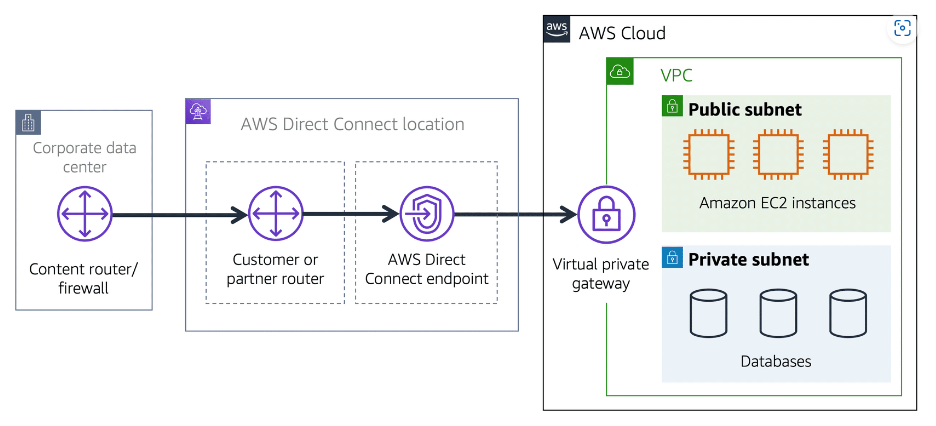 aws
AWS Cloud
VPC
Public subnet
Amazon EC2 instances
Private subnet
Databases
Virtual private
gateway
AWS Direct Connect location
Customer or
partner router
AWS Direct
Connect endpoint
Corporate data
center
Content router/
firewall